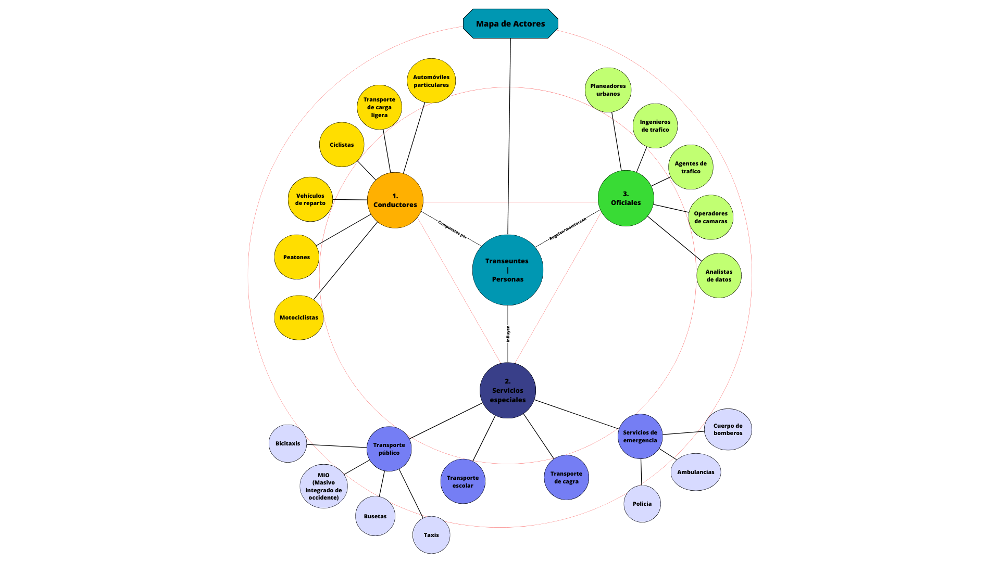 Mapa de Actores
Automóviles
particulares
Transporte
de carga
ligera
Ciclistas
Vehículos
de reparto
Peatones
Motociclistas
1.
Conductores
Compuestos por
Planeadores
urbanos
Ingenieros
de trafico
Agentes de
trafico
Operadores
de camaras
Analistas
de datos
3.
Oficiales
Regulan/monitorean
Transeuntes
|
Personas
Influyen
2.
Servicios
especiales
Transporte
público
Bicitaxis
MIO
(Masivo
integrado de
occidente)
Busetas
Taxis
Transporte
escolar
Transporte
de cagra
Servicios de
emergencia
Cuerpo de
bomberos
Ambulancias
Policia